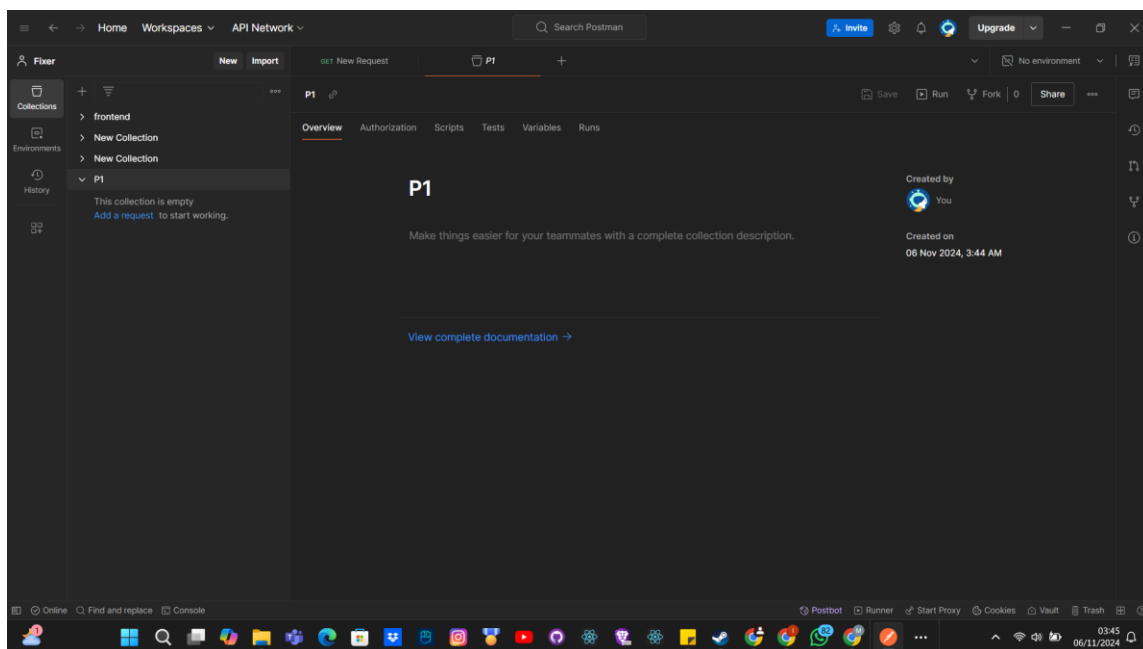 Home Workspaces API Network Search Postman Invite Upgrade
Fixer New Import GET New Request P1 No environment
Collections
Environments
History
frontend
New Collection
New Collection
P1
This collection is empty
Add a request to start working.
P1 Save Run Fork 0 Share
Overview Authorization Scripts Tests Variables Runs
P1
Make things easier for your teammates with a complete collection description.
View complete documentation →
Created by
You
Created on
06 Nov 2024, 3:44 AM
Online Find and replace Console Postbot Runner Start Proxy Cookies Vault Trash
03:45
06/11/2024